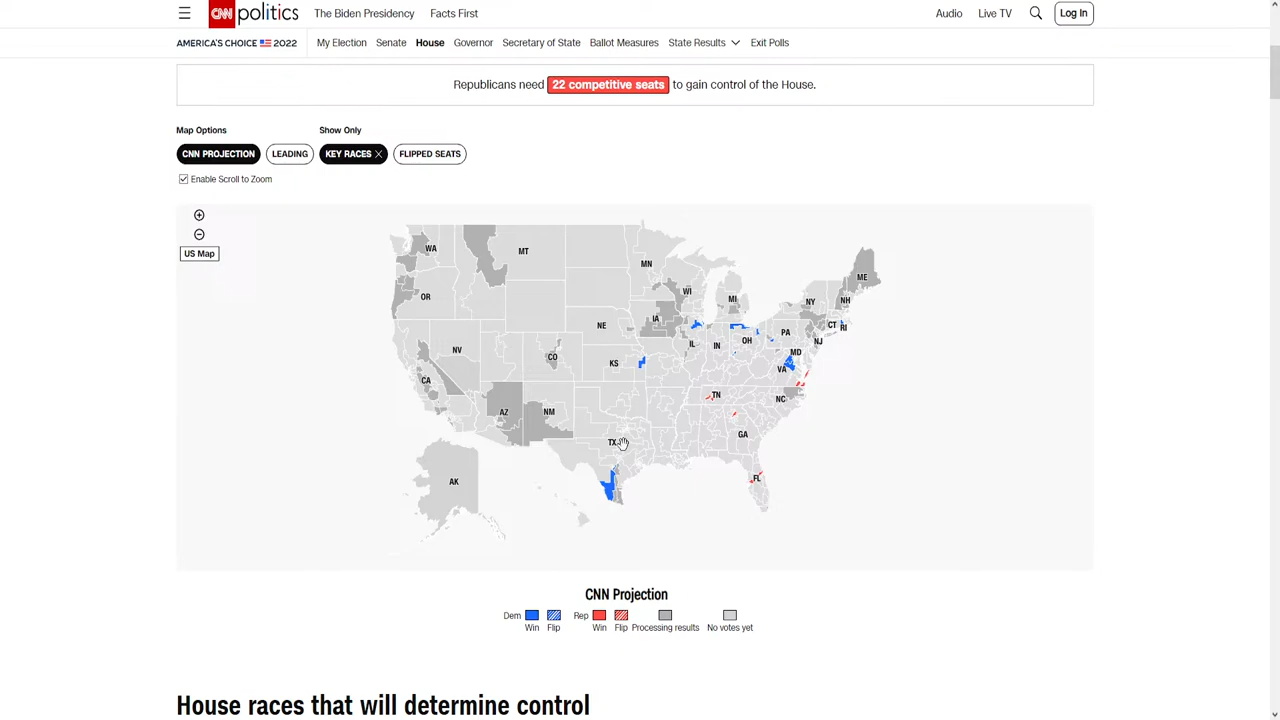 CNN politics The Biden Presidency Facts First Audio Live TV Log In
AMERICA'S CHOICE 2022 My Election Senate House Governor Secretary of State Ballot Measures State Results Exit Polls
Republicans need 22 competitive seats to gain control of the House.
Map Options Show Only
CNN PROJECTION LEADING KEY RACES FLIPPED SEATS
Enable Scroll to Zoom
US Map
WA MT MN ME
OR WI MI NY NH
NE IA CT RI
NV CO KS IL IN OH PA NJ
CA VA MD
AZ NM TN NC
TX GA
AK FL
CNN Projection
Dem Rep
Win Flip Win Flip Processing results No votes yet
House races that will determine control